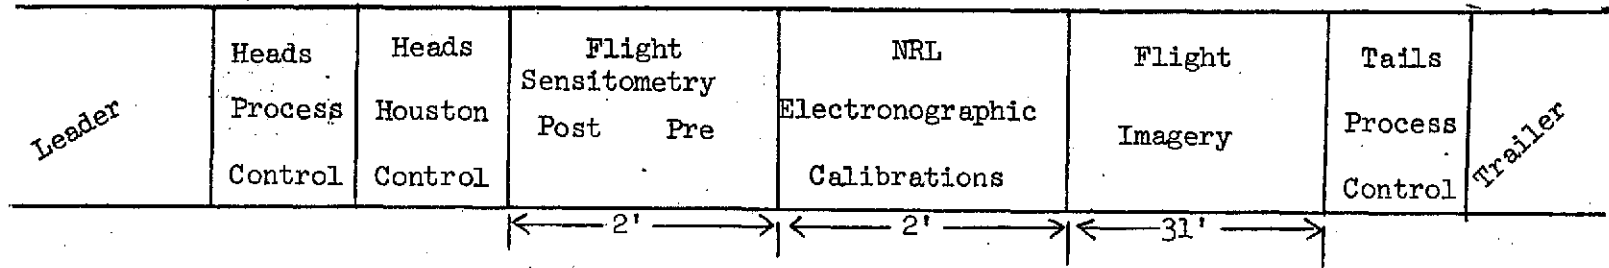 Leader
Heads
Process
Control
Heads
Houston
Control
Flight
Sensitometry
Post Pre
NRL
Electronographic
Calibrations
Flight
Imagery
Tails
Process
Control
Trailer
2'
2'
31'